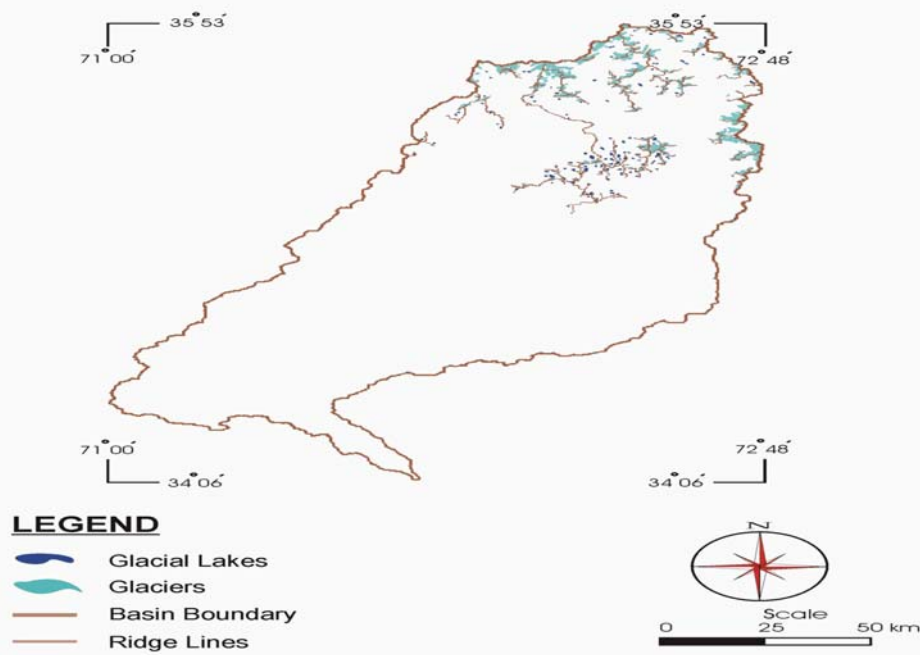 35°53′ 35°53′
71°00′ 72°48′
71°00′ 72°48′
34°06′ 34°06′
LEGEND
Glacial Lakes
Glaciers
Basin Boundary
Ridge Lines
N
Scale
0 25 50 km